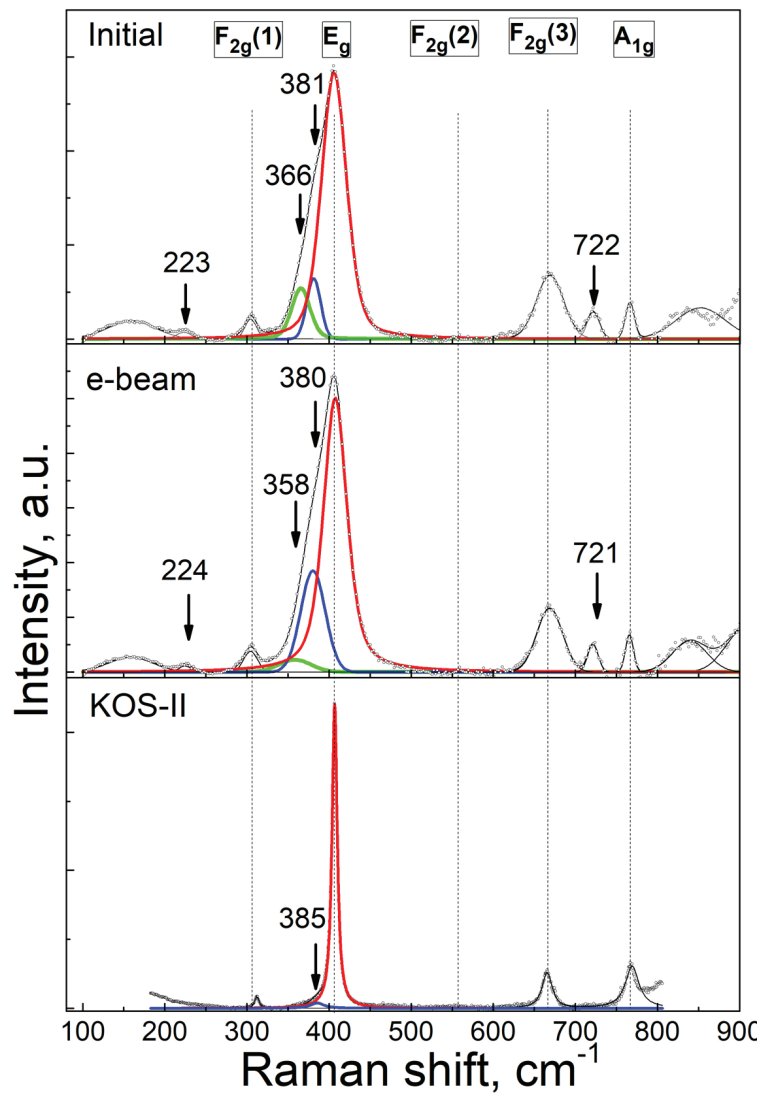 Initial
F2g(1) Eg F2g(2) F2g(3) A1g
381
366
223
722
e-beam
380
358
224
721
KOS-II
385
100 200 300 400 500 600 700 800 900
Raman shift, cm-1
Intensity, a.u.